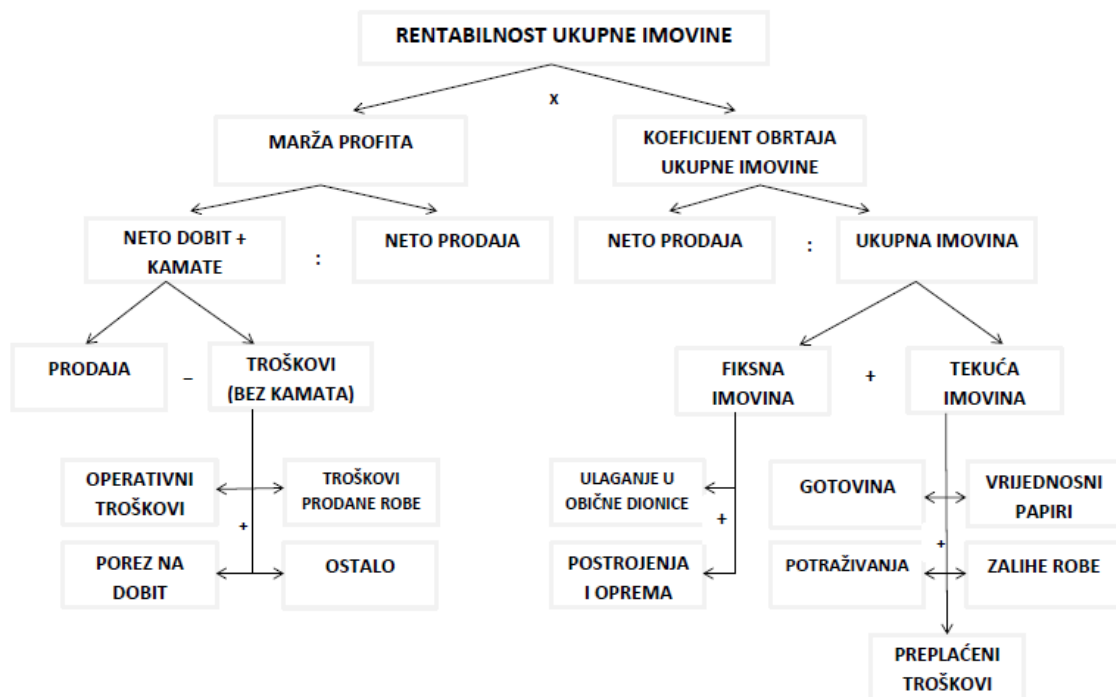 RENTABILNOST UKUPNE IMOVINE
x
MARŽA PROFITA
KOEFICIJENT OBRTAJA
UKUPNE IMOVINE
NETO DOBIT +
KAMATE
:
NETO PRODAJA
NETO PRODAJA
:
UKUPNA IMOVINA
PRODAJA
–
TROŠKOVI
(BEZ KAMATA)
FIKSNA
IMOVINA
+
TEKUĆA
IMOVINA
OPERATIVNI
TROŠKOVI
TROŠKOVI
PRODANE ROBE
+
POREZ NA
DOBIT
OSTALO
ULAGANJE U
OBIČNE DIONICE
+
POSTROJENJA
I OPREMA
GOTOVINA
VRIJEDNOSNI
PAPIRI
+
POTRAŽIVANJA
ZALIHE ROBE
PREPLAĆENI
TROŠKOVI